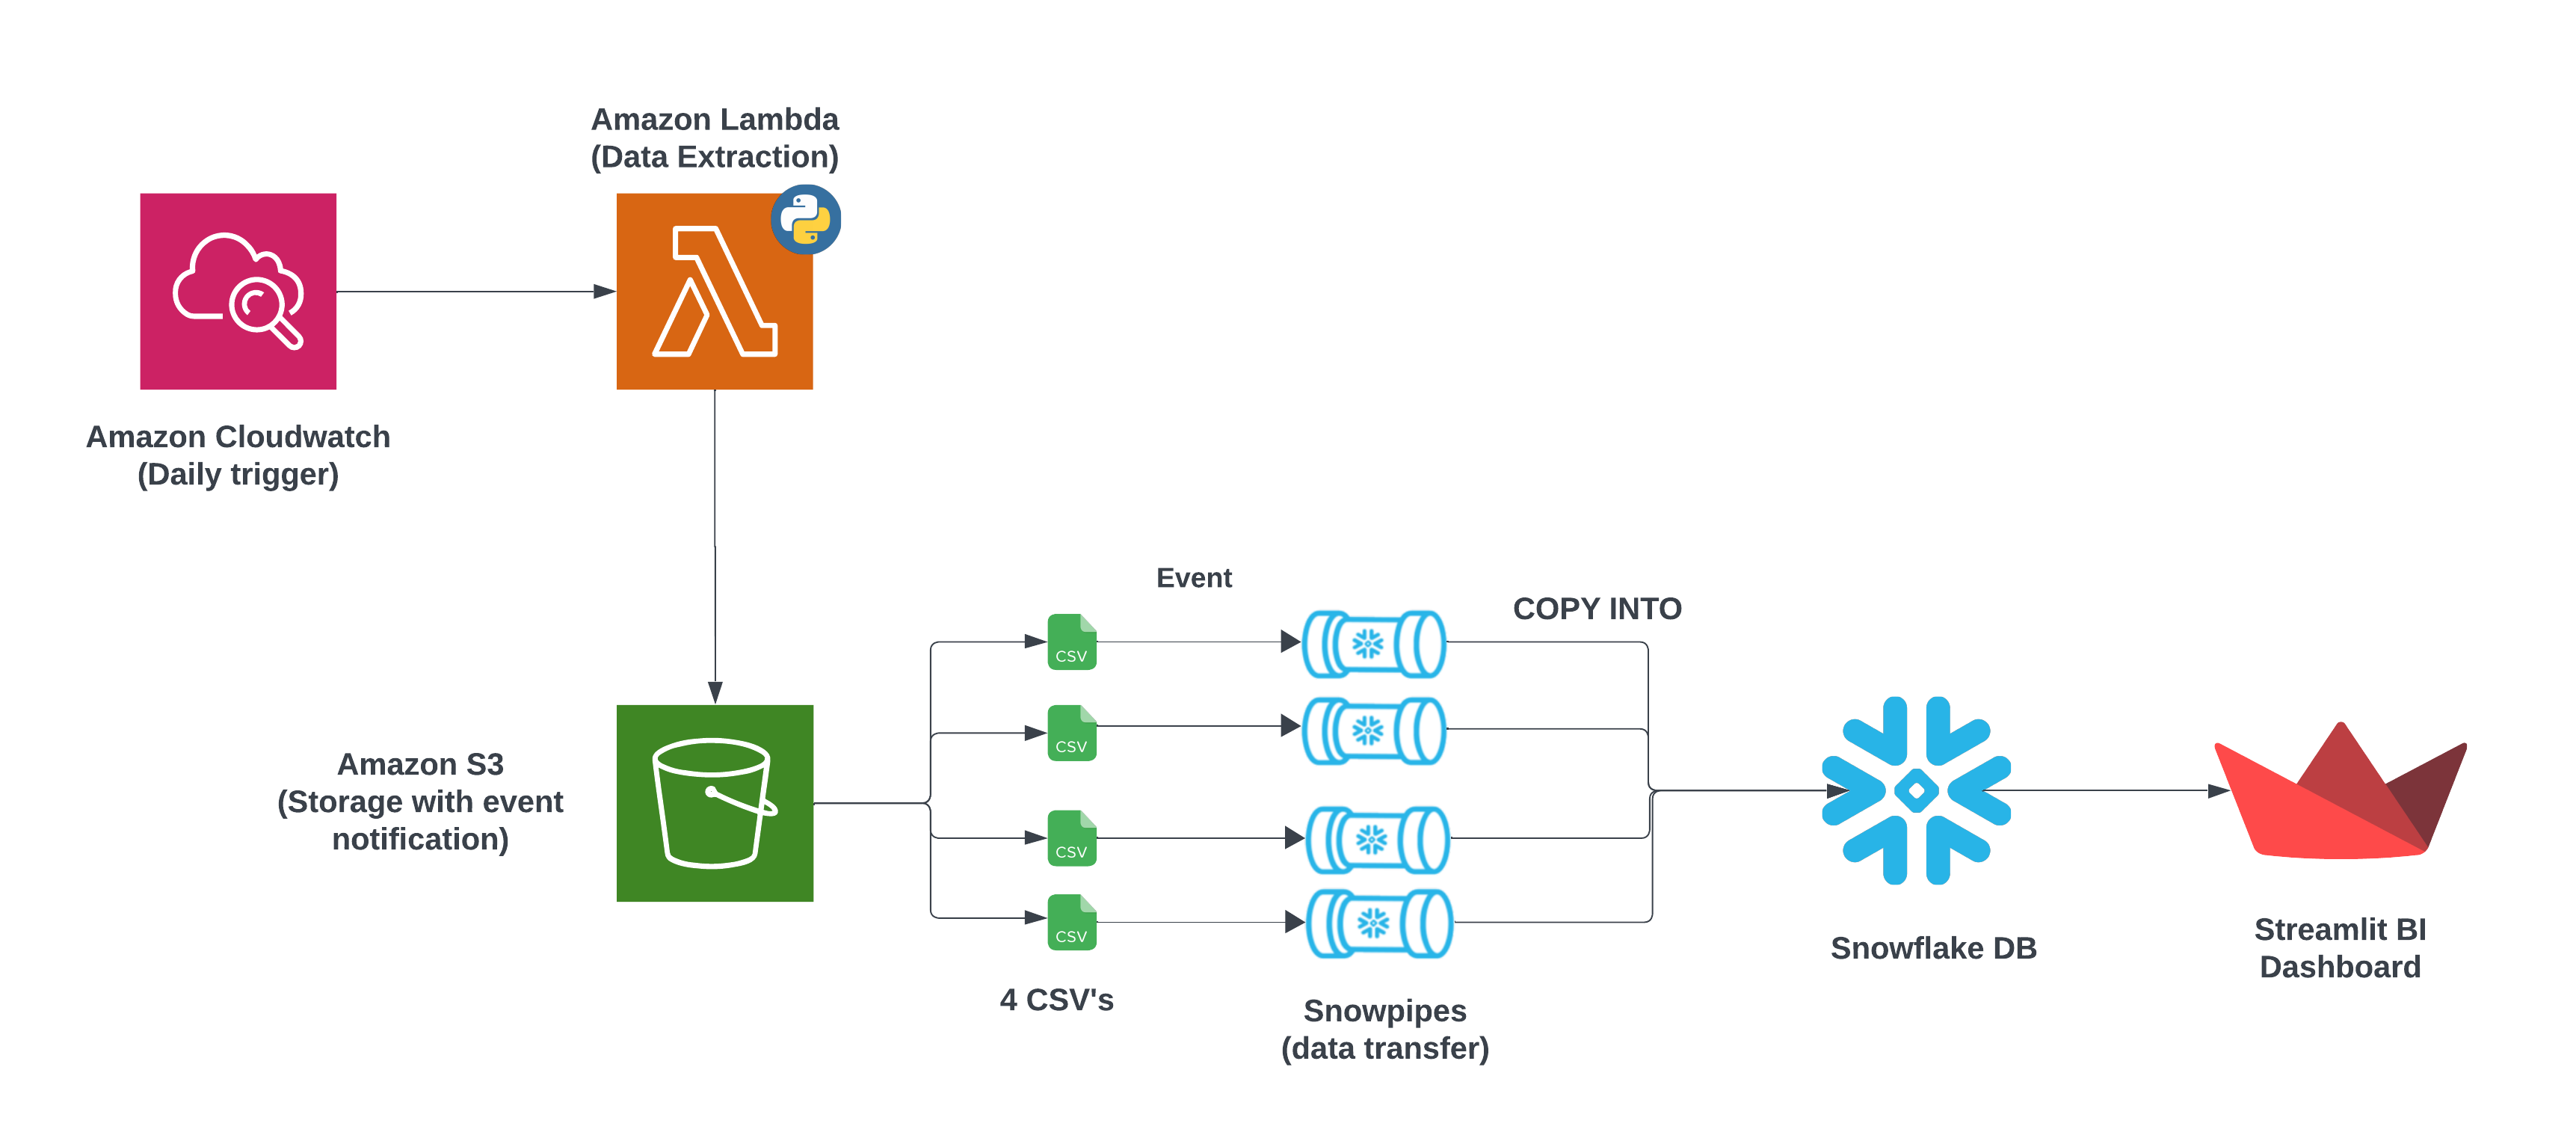 Amazon Lambda
(Data Extraction)
Amazon Cloudwatch
(Daily trigger)
Event
COPY INTO
CSV
CSV
CSV
CSV
Amazon S3
(Storage with event
notification)
4 CSV's
Snowpipes
(data transfer)
Snowflake DB
Streamlit BI
Dashboard